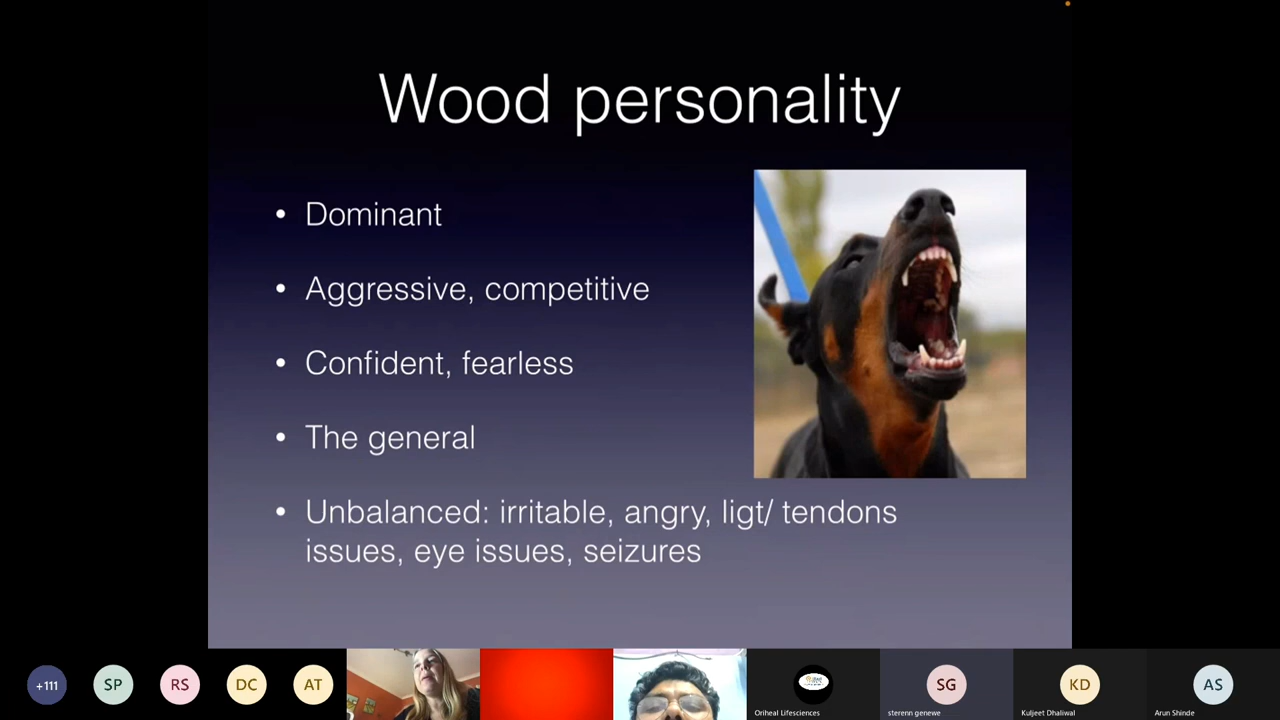 Wood personality
• Dominant
• Aggressive, competitive
• Confident, fearless
• The general
• Unbalanced: irritable, angry, ligt/ tendons
issues, eye issues, seizures
+111
SP
RS
DC
AT
SG
KD
AS
Oriheal Lifesciences
sterenn genewe
Kuljeet Dhaliwal
Arun Shinde